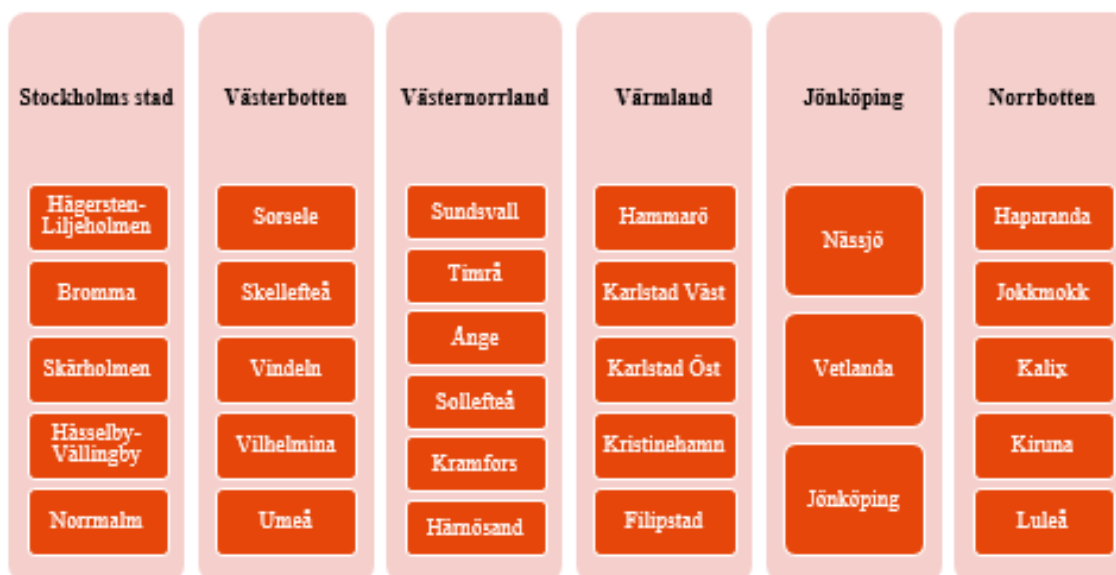 Stockholms stad
Hägersten-
Liljeholmen
Bromma
Skärholmen
Hässelby-
Vällingby
Norrmalm
Västerbotten
Sorsele
Skellefteå
Vindeln
Vilhelmina
Umeå
Västernorrland
Sundsvall
Timrå
Ånge
Sollefteå
Kramfors
Härnösand
Värmland
Hammarö
Karlstad Väst
Karlstad Öst
Kristinehamn
Filipstad
Jönköping
Nässjö
Vetlanda
Jönköping
Norrbotten
Haparanda
Jokkmokk
Kalix
Kiruna
Luleå